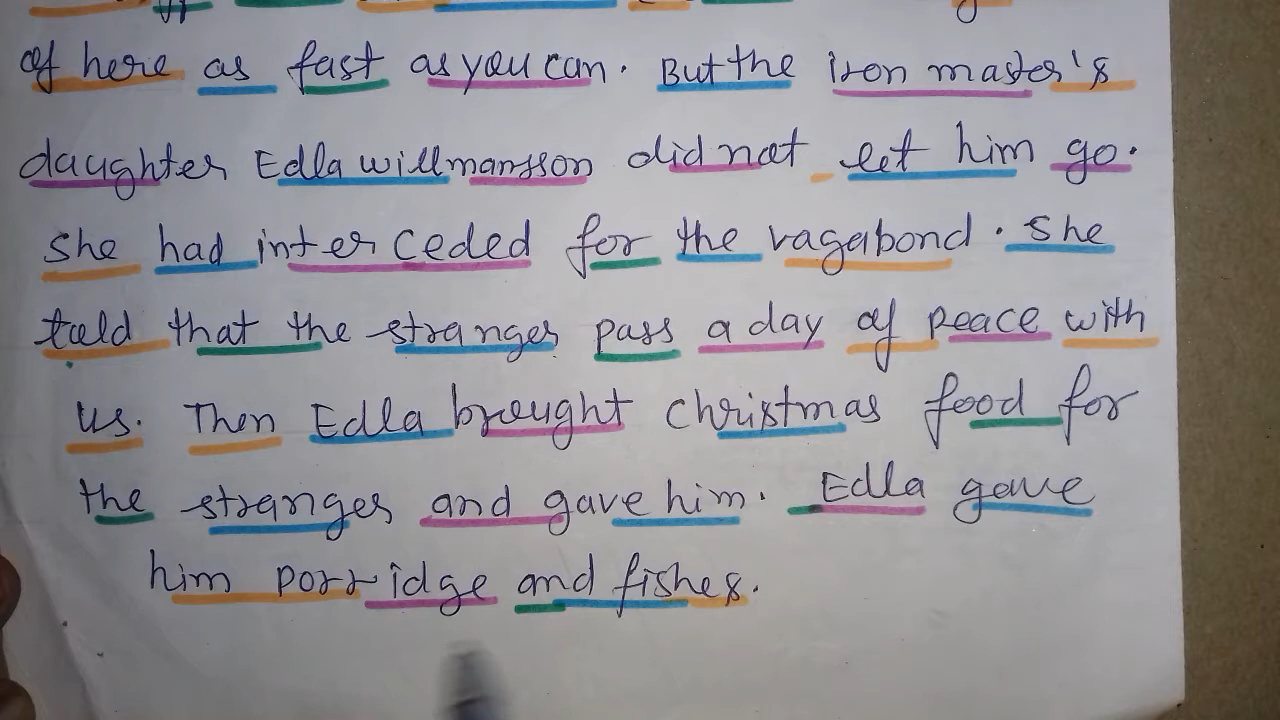 of here as fast as you can. But the iron master's
daughter Edla willmansson did not let him go.
she had interceded for the vagabond. She
told that the stranger pass a day of peace with
us. Then Edla brought christmas food for
the stranges and gave him. Edla gave
him porridge and fishes.